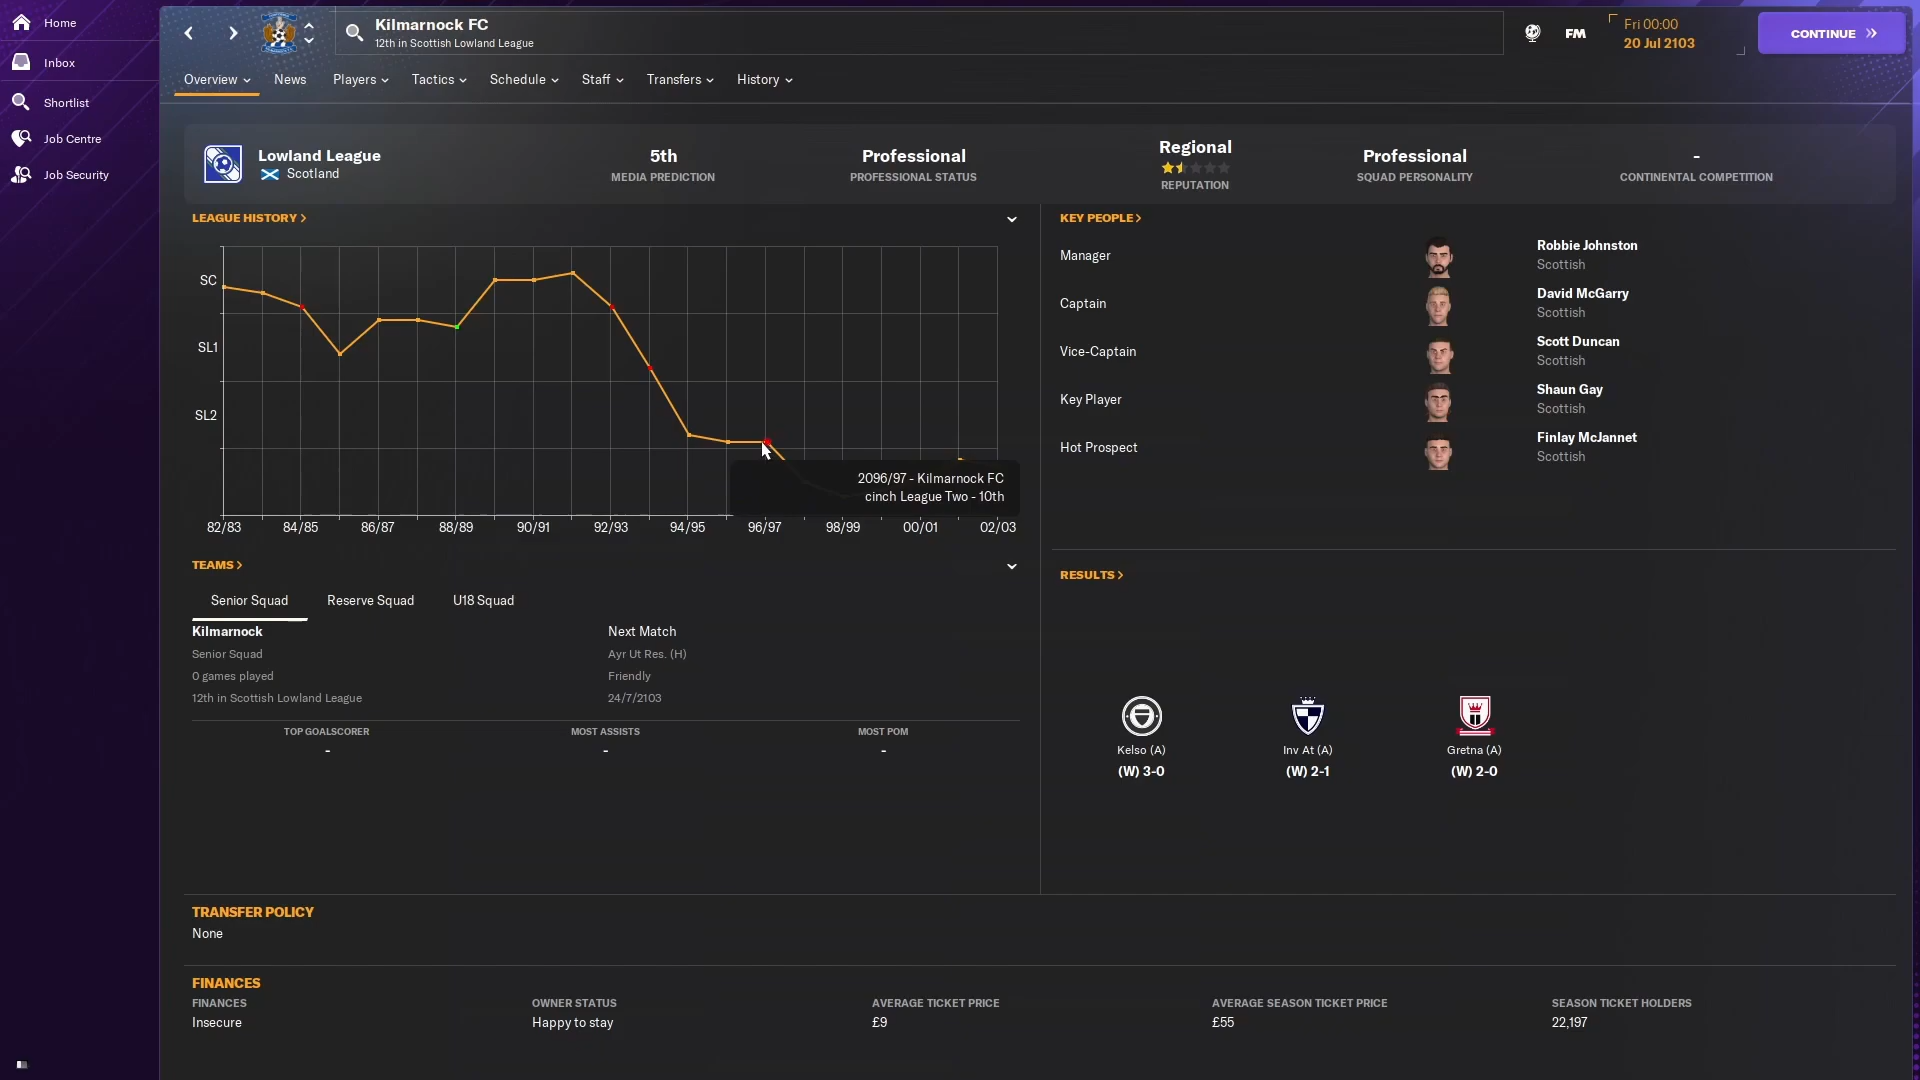 Home
Inbox
Shortlist
Job Centre
Job Security
Kilmarnock FC
12th in Scottish Lowland League
FM
Fri 00:00
20 Jul 2103
CONTINUE
Overview
News
Players
Tactics
Schedule
Staff
Transfers
History
Lowland League
Scotland
5th
MEDIA PREDICTION
Professional
PROFESSIONAL STATUS
Regional
REPUTATION
Professional
SQUAD PERSONALITY
-
CONTINENTAL COMPETITION
LEAGUE HISTORY >
SC
SL1
SL2
2096/97 - Kilmarnock FC
cinch League Two - 10th
82/83 84/85 86/87 88/89 90/91 92/93 94/95 96/97 98/99 00/01 02/03
KEY PEOPLE >
Manager
Robbie Johnston
Scottish
Captain
David McGarry
Scottish
Vice-Captain
Scott Duncan
Scottish
Key Player
Shaun Gay
Scottish
Hot Prospect
Finlay McJannet
Scottish
TEAMS >
Senior Squad Reserve Squad U18 Squad
Kilmarnock
Senior Squad
0 games played
12th in Scottish Lowland League
Next Match
Ayr Ut Res. (H)
Friendly
24/7/2103
TOP GOALSCORER
-
MOST ASSISTS
-
MOST POM
-
RESULTS >
Kelso (A)
(W) 3-0
Inv At (A)
(W) 2-1
Gretna (A)
(W) 2-0
TRANSFER POLICY
None
FINANCES
FINANCES
Insecure
OWNER STATUS
Happy to stay
AVERAGE TICKET PRICE
£9
AVERAGE SEASON TICKET PRICE
£55
SEASON TICKET HOLDERS
22,197